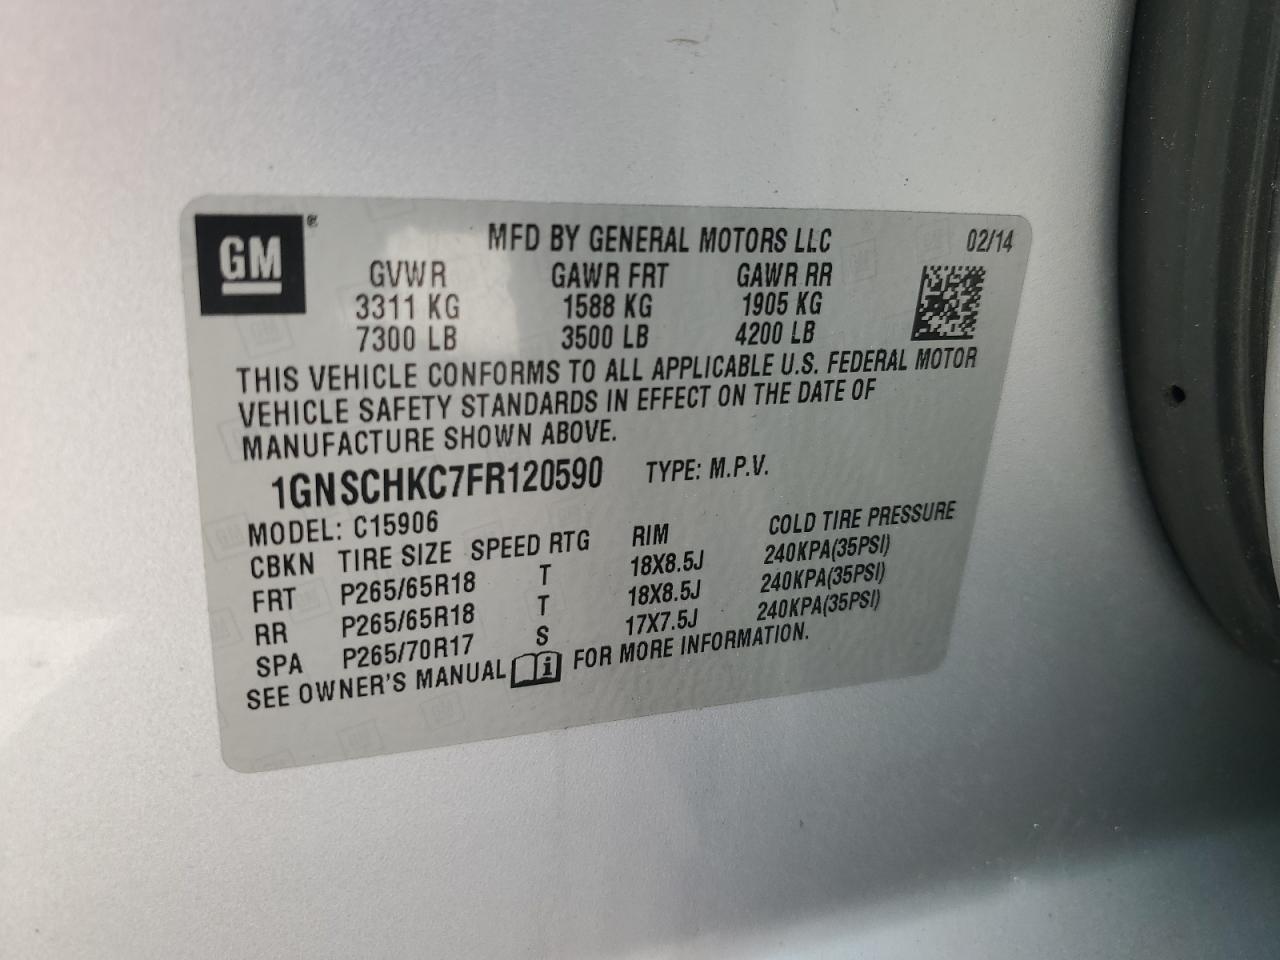 GM®
MFD BY GENERAL MOTORS LLC 02/14
GVWR GAWR FRT GAWR RR
3311 KG 1588 KG 1905 KG
7300 LB 3500 LB 4200 LB
THIS VEHICLE CONFORMS TO ALL APPLICABLE U.S. FEDERAL MOTOR
VEHICLE SAFETY STANDARDS IN EFFECT ON THE DATE OF
MANUFACTURE SHOWN ABOVE.
1GNSCHKC7FR120590 TYPE: M.P.V.
MODEL: C15906
CBKN TIRE SIZE SPEED RTG RIM COLD TIRE PRESSURE
FRT P265/65R18 T 18X8.5J 240KPA(35PSI)
RR P265/65R18 T 18X8.5J 240KPA(35PSI)
SPA P265/70R17 S 17X7.5J 240KPA(35PSI)
SEE OWNER'S MANUAL i FOR MORE INFORMATION.